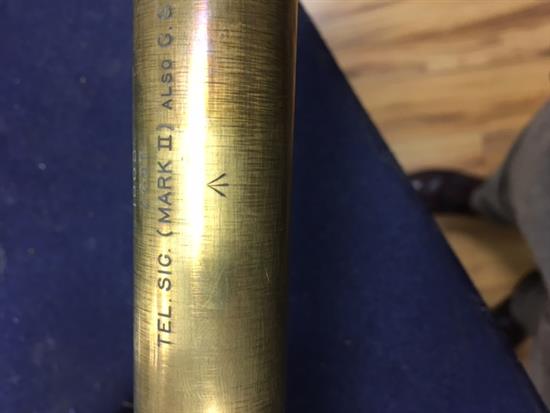 TEL. SIG. (MARK II) ALSO G.S